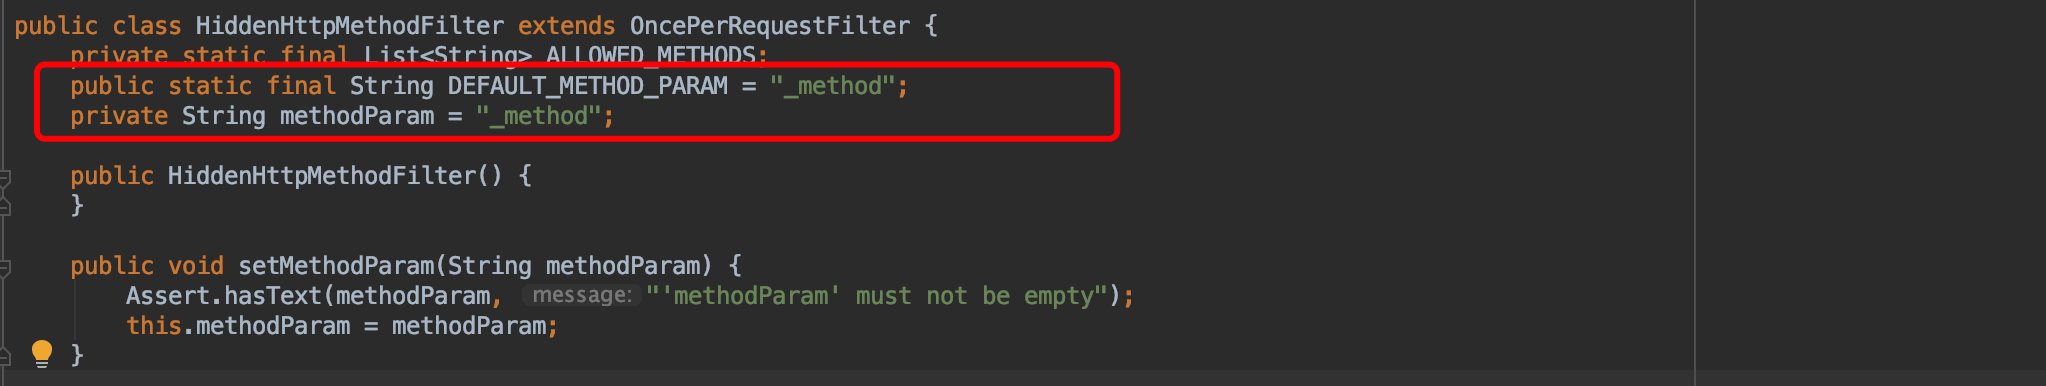 public class HiddenHttpMethodFilter extends OncePerRequestFilter {
    private static final List<String> ALLOWED_METHODS;
    public static final String DEFAULT_METHOD_PARAM = "_method";
    private String methodParam = "_method";
    public HiddenHttpMethodFilter() {
    }
    public void setMethodParam(String methodParam) {
        Assert.hasText(methodParam, message: "'methodParam' must not be empty");
        this.methodParam = methodParam;
    }